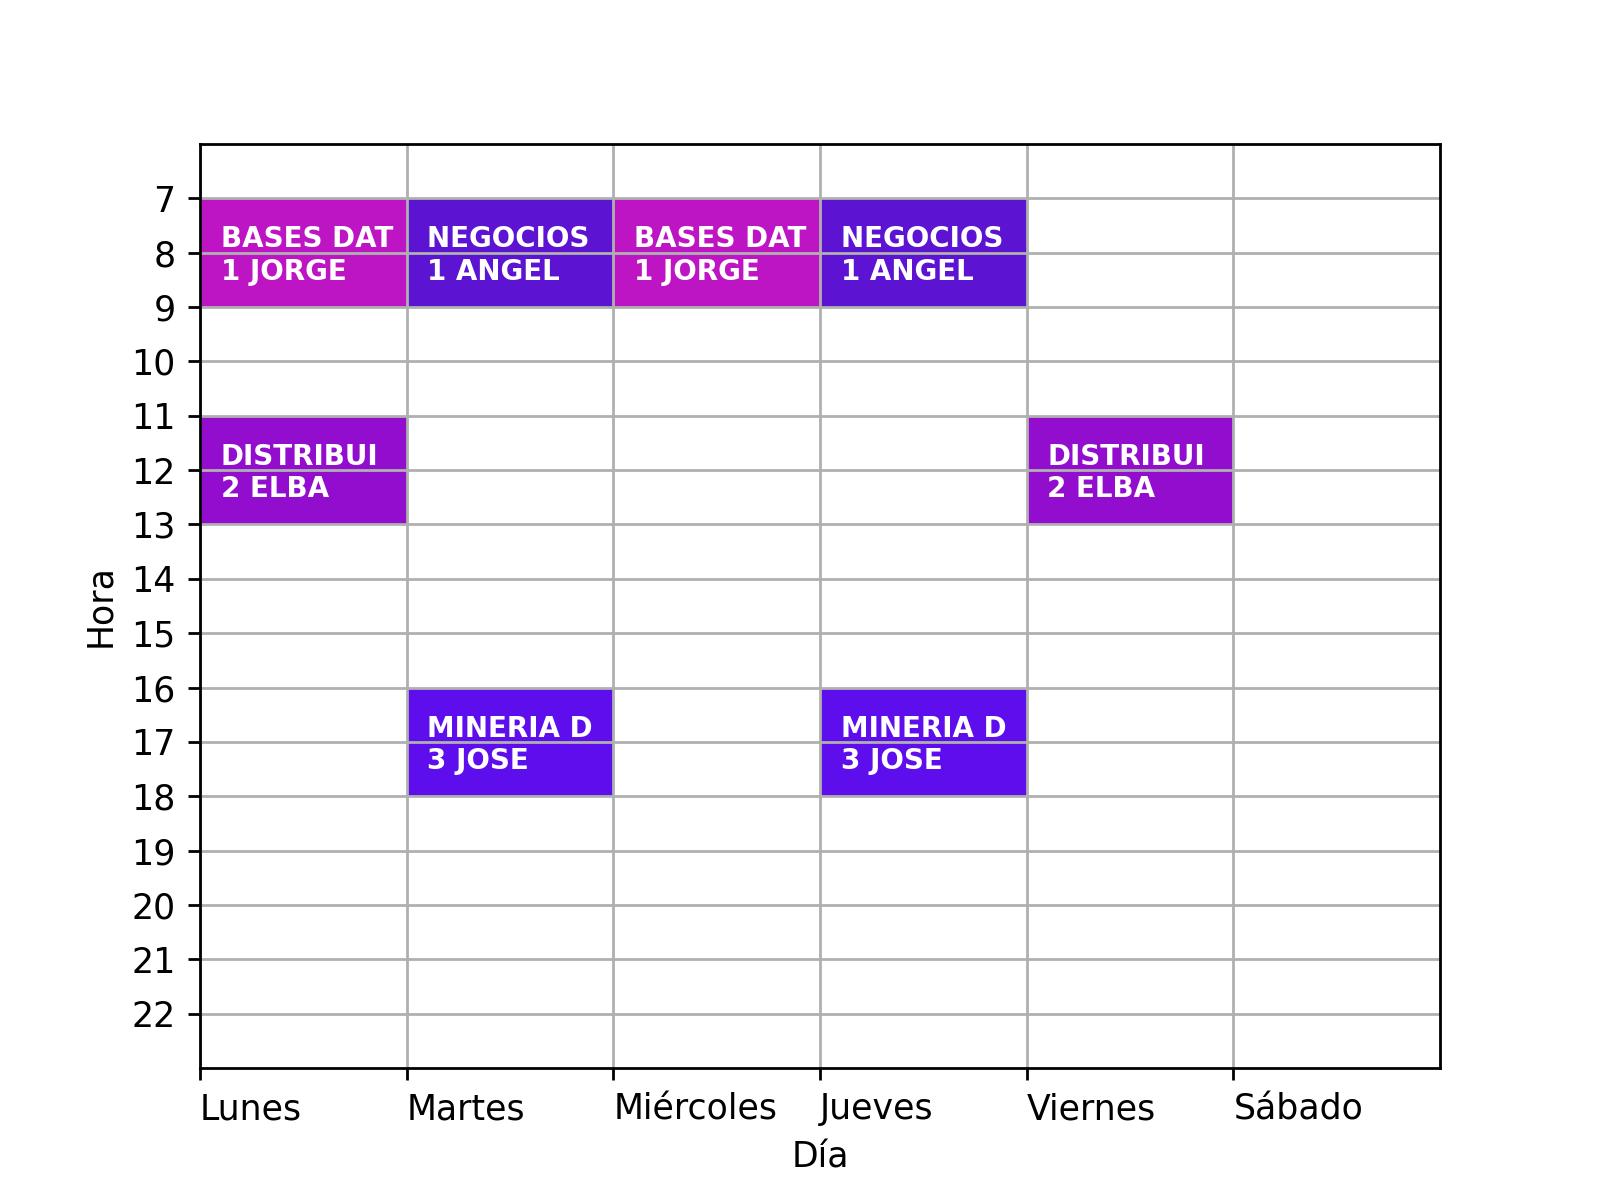 7
BASES DAT
1 JORGE
NEGOCIOS
1 ANGEL
BASES DAT
1 JORGE
NEGOCIOS
1 ANGEL
8
9
10
11
DISTRIBUI
2 ELBA
DISTRIBUI
2 ELBA
12
13
14
Hora
15
16
MINERIA D
3 JOSE
MINERIA D
3 JOSE
17
18
19
20
21
22
Lunes
Martes
Miércoles
Jueves
Viernes
Sábado
Día